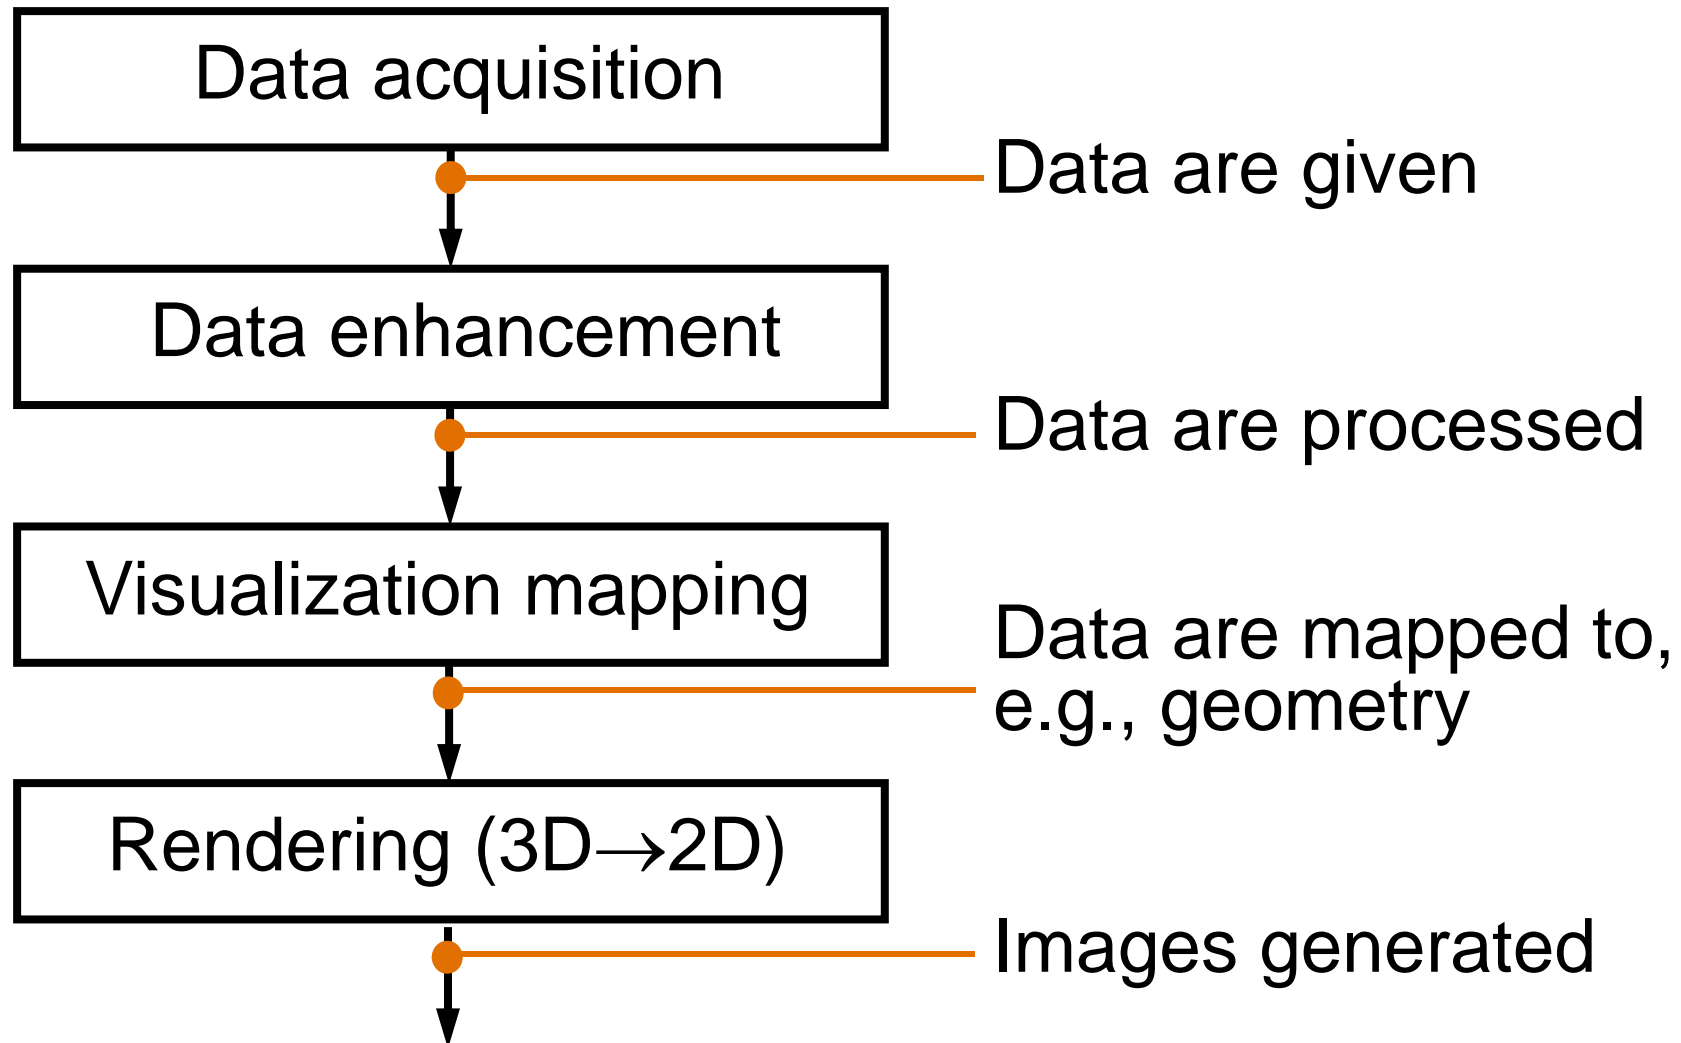 Data acquisition
Data are given
Data enhancement
Data are processed
Visualization mapping
Data are mapped to,
e.g., geometry
Rendering (3D→2D)
Images generated